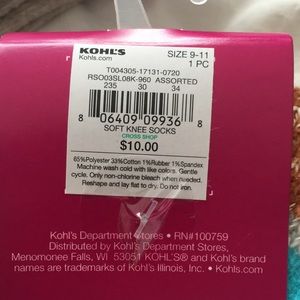 KOHL'S
Kohls.com
SIZE 9-11
1 PC
T004305-17131-0720
RSO03SL08K-960 ASSORTED
235 30 34
8 06409 09936 8
SOFT KNEE SOCKS
CROSS SHOP
$10.00
65%Polyester 33%Cotton 1%Rubber 1%Spandex
Machine wash cold with like colors. Gentle
cycle. Only non-chlorine bleach when needed.
Reshape and lay flat to dry. Do not iron.
Kohl's Department Stores • RN#100759
Distributed by Kohl's Department Stores,
Menomonee Falls, WI 53051 KOHL'S® and Kohl's brand
names are trademarks of Kohl's Illinois, Inc. • Kohls.com